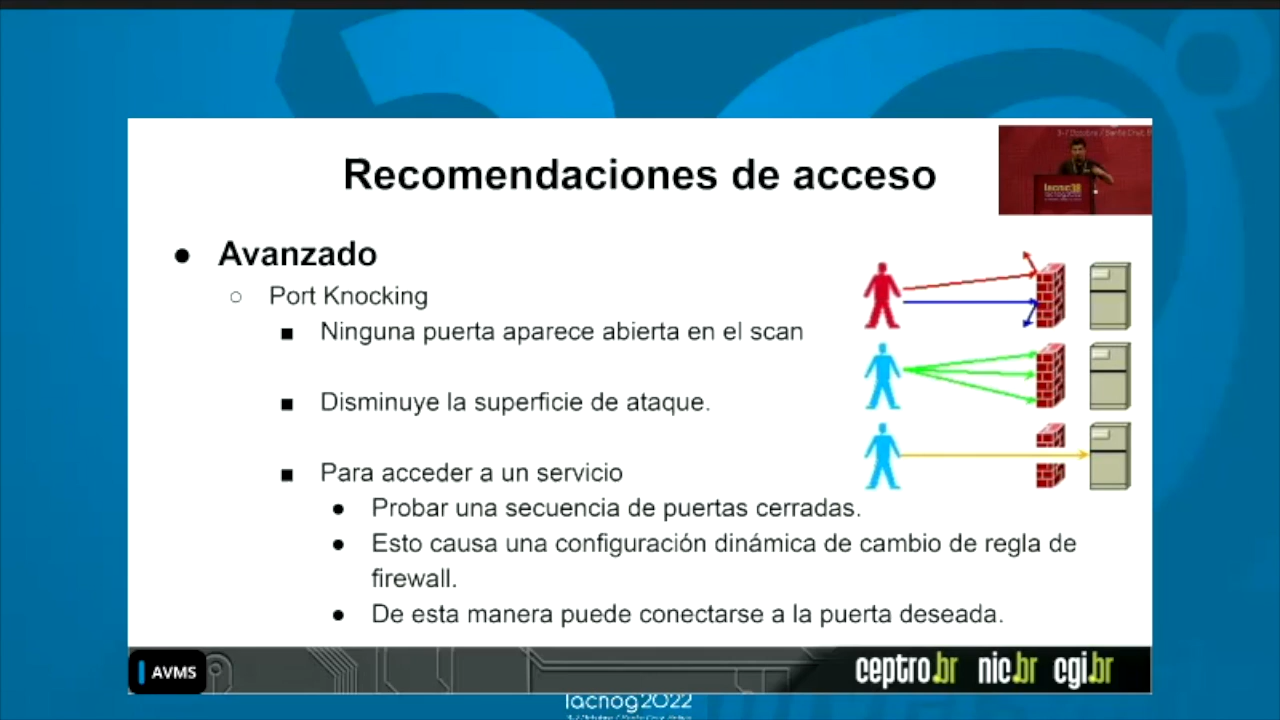 Recomendaciones de acceso
● Avanzado
○ Port Knocking
■ Ninguna puerta aparece abierta en el scan
■ Disminuye la superficie de ataque.
■ Para acceder a un servicio
● Probar una secuencia de puertas cerradas.
● Esto causa una configuración dinámica de cambio de regla de
firewall.
● De esta manera puede conectarse a la puerta deseada.
AVMS
ceptro.br nic.br cgi.br
lacnog2022